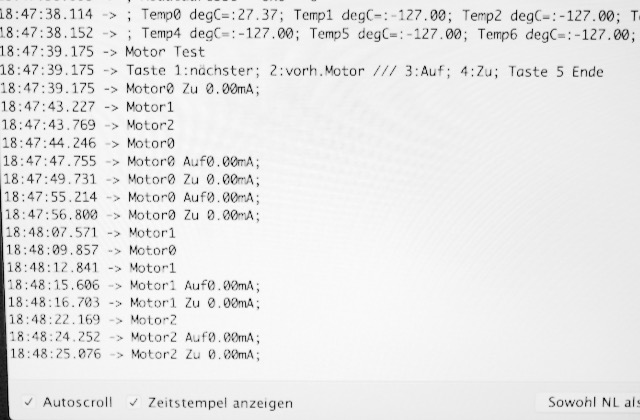 18:47:38.114 -> ; Temp0 degC=:27.37; Temp1 degC=:-127.00; Temp2 degC=:-127.00;
18:47:38.152 -> ; Temp4 degC=:-127.00; Temp5 degC=:-127.00; Temp6 degC=:-127.00;
18:47:39.175 -> Motor Test
18:47:39.175 -> Taste 1:nächster; 2:vorh.Motor /// 3:Auf; 4:Zu; Taste 5 Ende
18:47:39.175 -> Motor0 Zu 0.00mA;
18:47:43.227 -> Motor1
18:47:43.769 -> Motor2
18:47:44.246 -> Motor0
18:47:47.755 -> Motor0 Auf0.00mA;
18:47:49.731 -> Motor0 Zu 0.00mA;
18:47:55.214 -> Motor0 Auf0.00mA;
18:47:56.800 -> Motor0 Zu 0.00mA;
18:48:07.571 -> Motor1
18:48:09.857 -> Motor0
18:48:12.841 -> Motor1
18:48:15.606 -> Motor1 Auf0.00mA;
18:48:16.703 -> Motor1 Zu 0.00mA;
18:48:22.169 -> Motor2
18:48:24.252 -> Motor2 Auf0.00mA;
18:48:25.076 -> Motor2 Zu 0.00mA;
Autoscroll Zeitstempel anzeigen Sowohl NL als